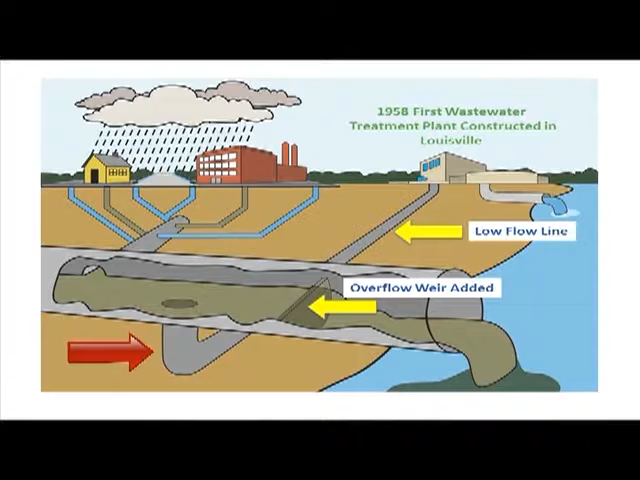 1958 First Wastewater
Treatment Plant Constructed in
Louisville
Low Flow Line
Overflow Weir Added